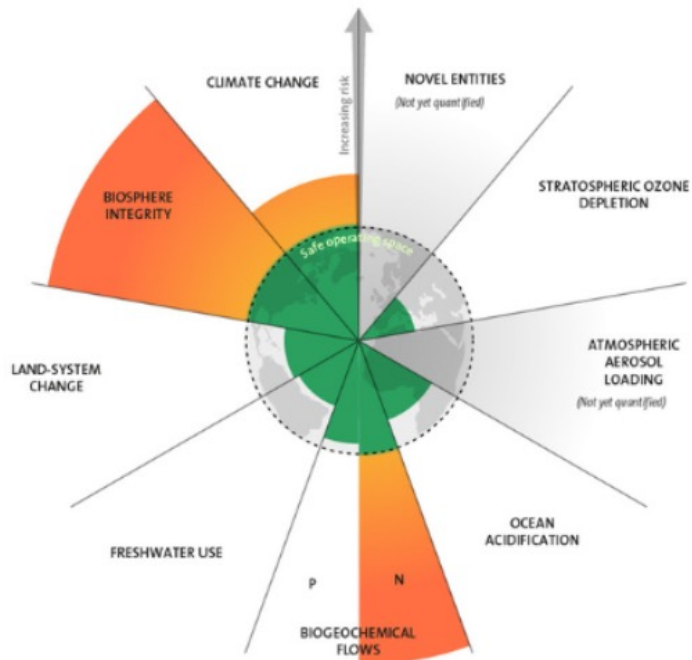 CLIMATE CHANGE
Increasing risk
NOVEL ENTITIES
(Not yet quantified)
STRATOSPHERIC OZONE
DEPLETION
BIOSPHERE
INTEGRITY
Safe operating space
ATMOSPHERIC
AEROSOL
LOADING
(Not yet quantified)
LAND-SYSTEM
CHANGE
OCEAN
ACIDIFICATION
FRESHWATER USE
P
N
BIOGEOCHEMICAL
FLOWS